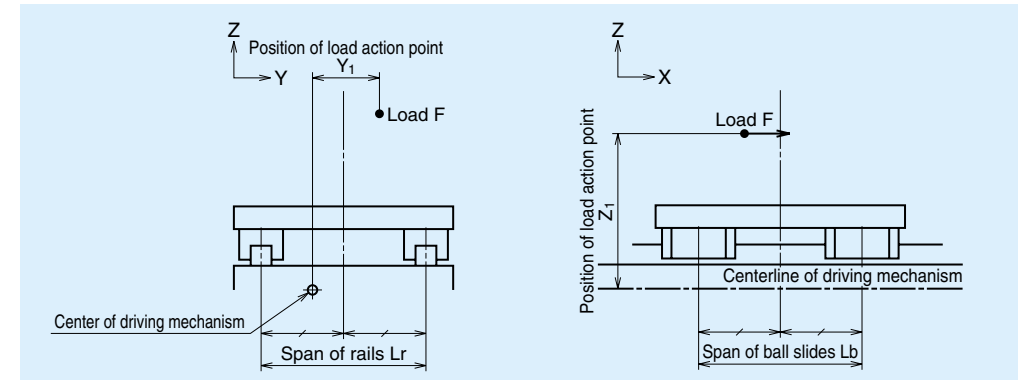 Z
Position of load action point
Y₁
Y
Load F
Center of driving mechanism
Span of rails Lr
Z
X
Load F
Position of load action point
Z₁
Centerline of driving mechanism
Span of ball slides Lb